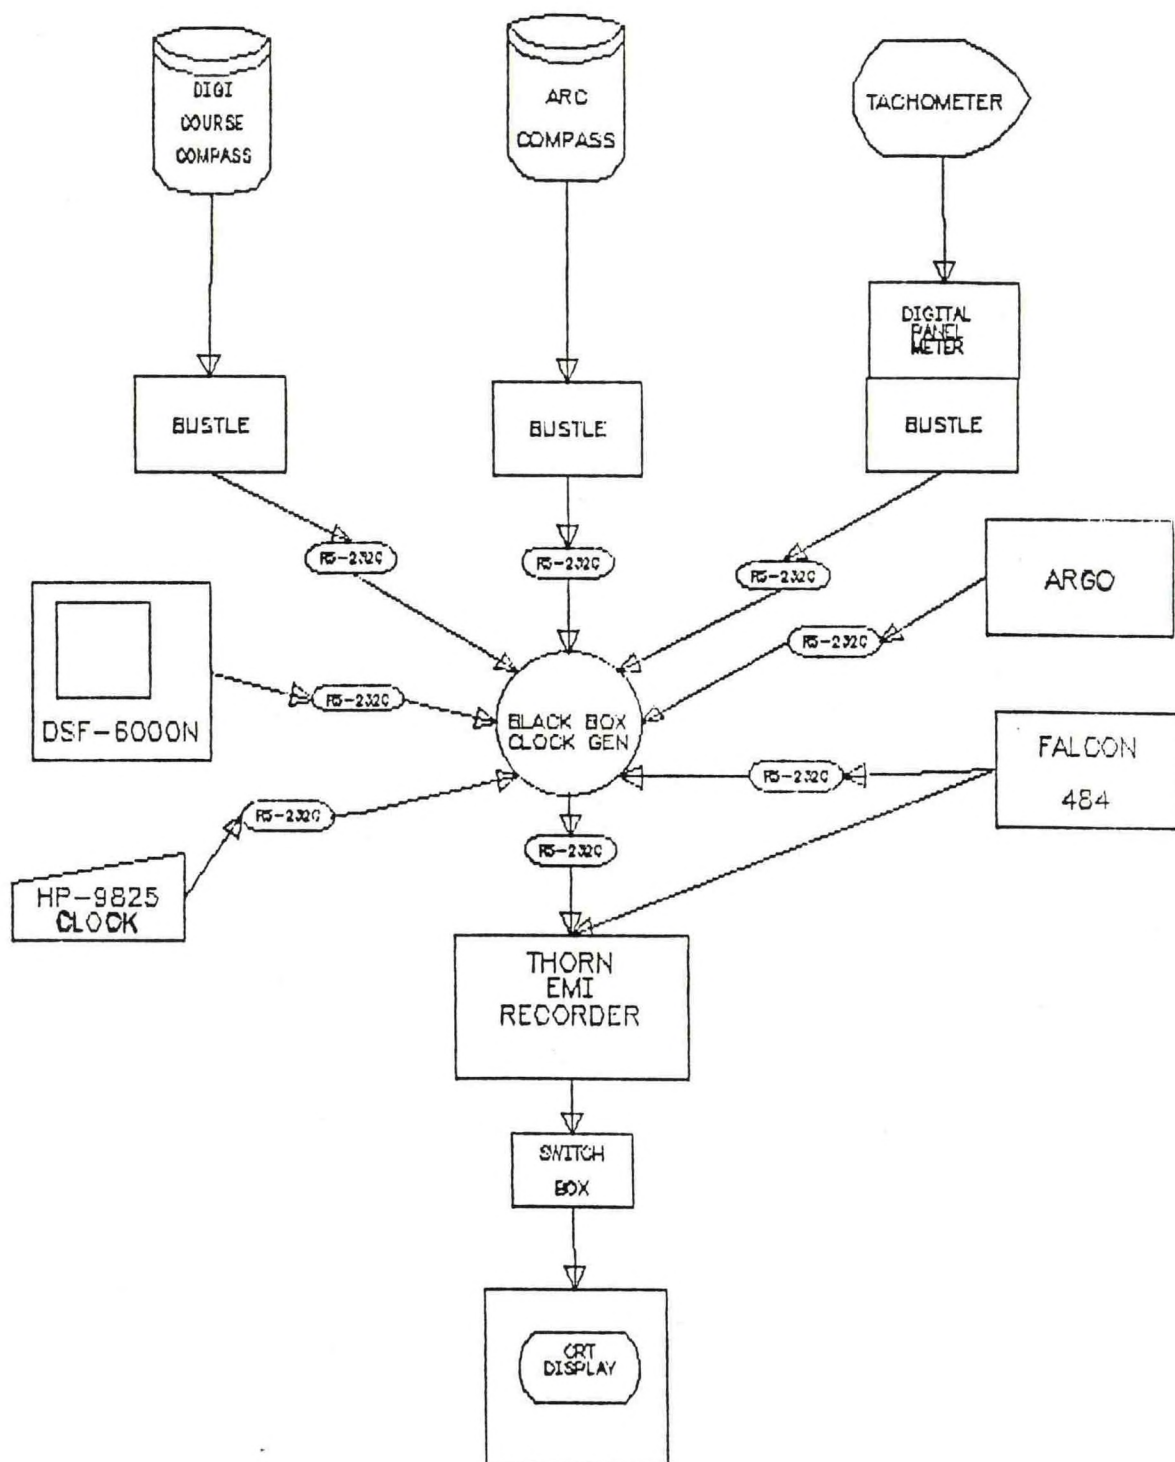 DIGI
COURSE
COMPASS
ARC
COMPASS
TACHOMETER
DIGITAL
PANEL
METER
BUSTLE
BUSTLE
BUSTLE
RS-232C
RS-232C
RS-232C
ARGO
RS-232C
DSF-6000N
RS-232C
BLACK BOX
CLOCK GEN
FALCON
484
RS-232C
RS-232C
HP-9825
CLOCK
RS-232C
THORN
EMI
RECORDER
SWITCH
BOX
CRT
DISPLAY